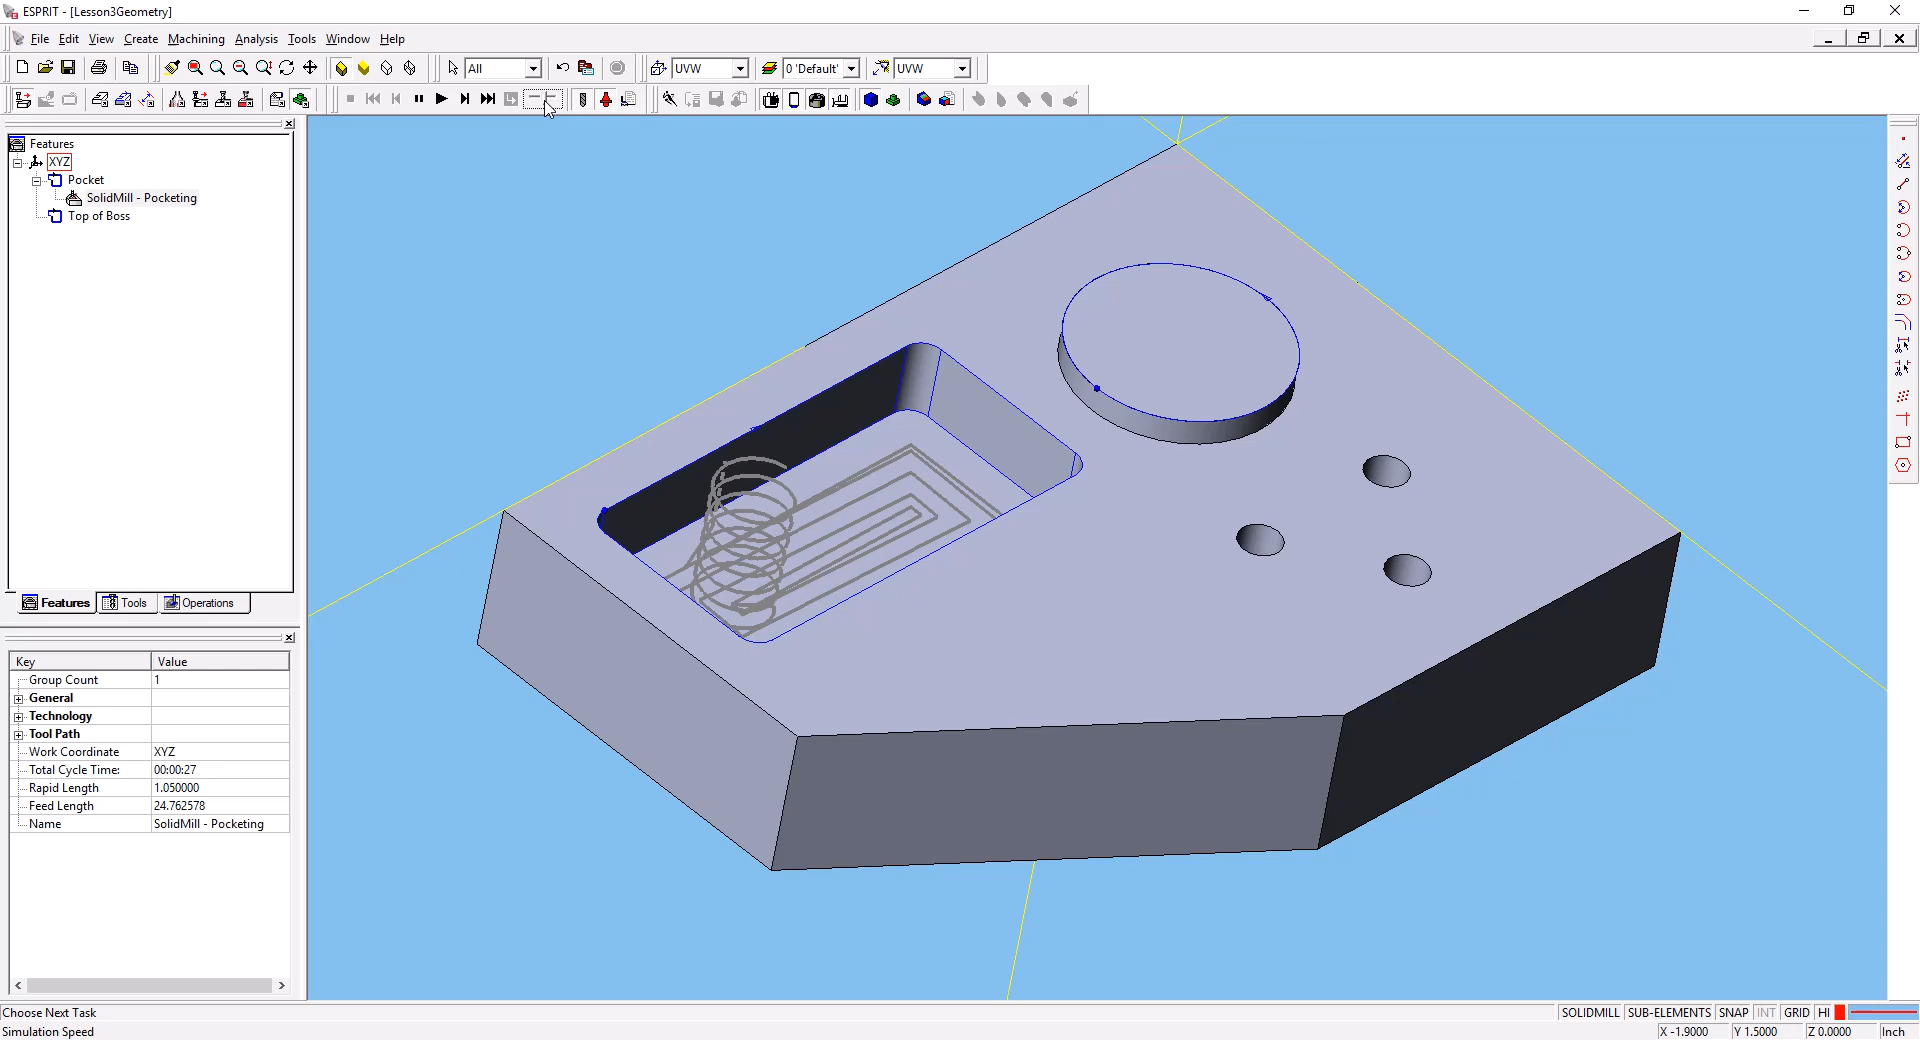 ESPRIT - [Lesson3Geometry]
File Edit View Create Machining Analysis Tools Window Help
All UVW 0 'Default' UVW
Features
XYZ
Pocket
SolidMill - Pocketing
Top of Boss
Features Tools Operations
Key Value
Group Count 1
General
Technology
Tool Path
Work Coordinate XYZ
Total Cycle Time: 00:00:27
Rapid Length 1.050000
Feed Length 24.762578
Name SolidMill - Pocketing
Choose Next Task SOLIDMILL SUB-ELEMENTS SNAP INT GRID HI
Simulation Speed X -1.9000 Y 1.5000 Z 0.0000 Inch